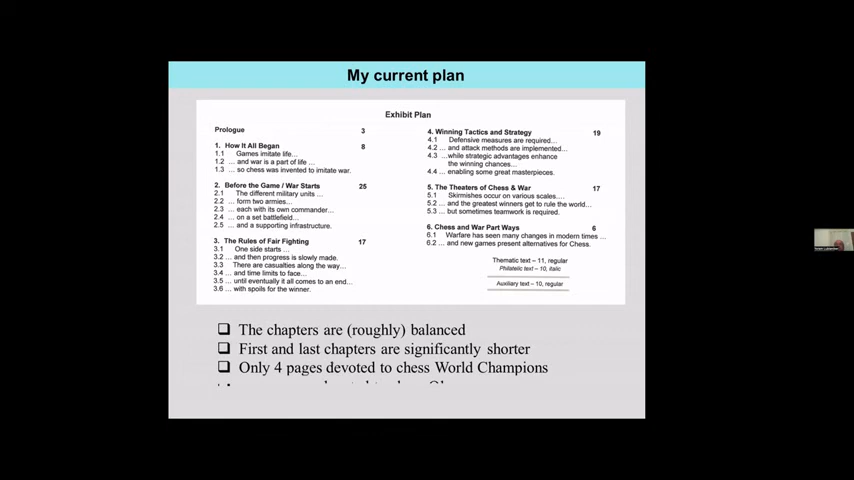 My current plan
Exhibit Plan
Prologue 3
1. How It All Began 8
1.1 Games imitate life...
1.2 ... and war is a part of life ...
1.3 ... so chess was invented to imitate war.
2. Before the Game / War Starts 25
2.1 The different military units ...
2.2 ... form two armies...
2.3 ... each with its own commander...
2.4 ... on a set battlefield...
2.5 ... and a supporting infrastructure.
3. The Rules of Fair Fighting 17
3.1 One side starts ...
3.2 ... and then progress is slowly made.
3.3 There are casualties along the way...
3.4 ... and time limits to face...
3.5 ... until eventually it all comes to an end...
3.6 ... with spoils for the winner.
4. Winning Tactics and Strategy 19
4.1 Defensive measures are required...
4.2 ... and attack methods are implemented...
4.3 ...while strategic advantages enhance
the winning chances...
4.4 ... enabling some great masterpieces.
5. The Theaters of Chess & War 17
5.1 Skirmishes occur on various scales....
5.2 ... and the greatest winners get to rule the world...
5.3 ... but sometimes teamwork is required.
6. Chess and War Part Ways 6
6.1 Warfare has seen many changes in modern times ...
6.2 ... and new games present alternatives for Chess.
Thematic text – 11, regular
Philatelic text – 10, italic
Auxiliary text – 10, regular
The chapters are (roughly) balanced
First and last chapters are significantly shorter
Only 4 pages devoted to chess World Champions